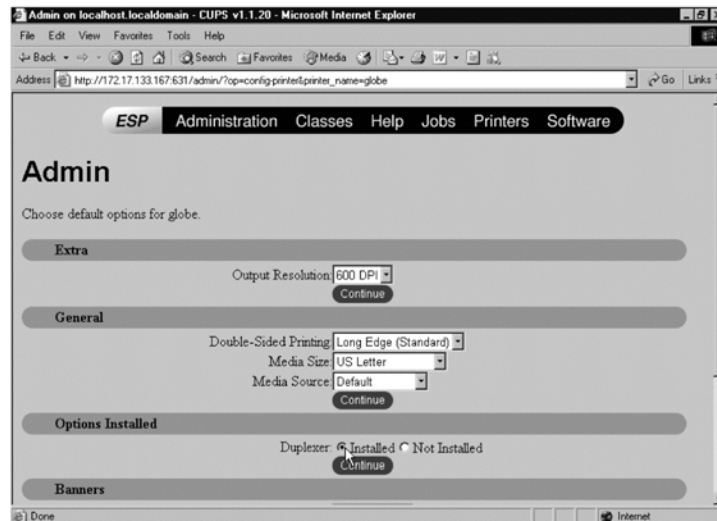 Admin on localhost.localdomain - CUPS v1.1.20 - Microsoft Internet Explorer
File Edit View Favorites Tools Help
Back Search Favorites Media
Address http://172.17.133.167:631/admin/?op=config-printer&printer_name=globe Go Links
ESP Administration Classes Help Jobs Printers Software
Admin
Choose default options for globe.
Extra
Output Resolution: 600 DPI
Continue
General
Double-Sided Printing: Long Edge (Standard)
Media Size: US Letter
Media Source: Default
Continue
Options Installed
Duplexer: Installed Not Installed
Continue
Banners
Done Internet